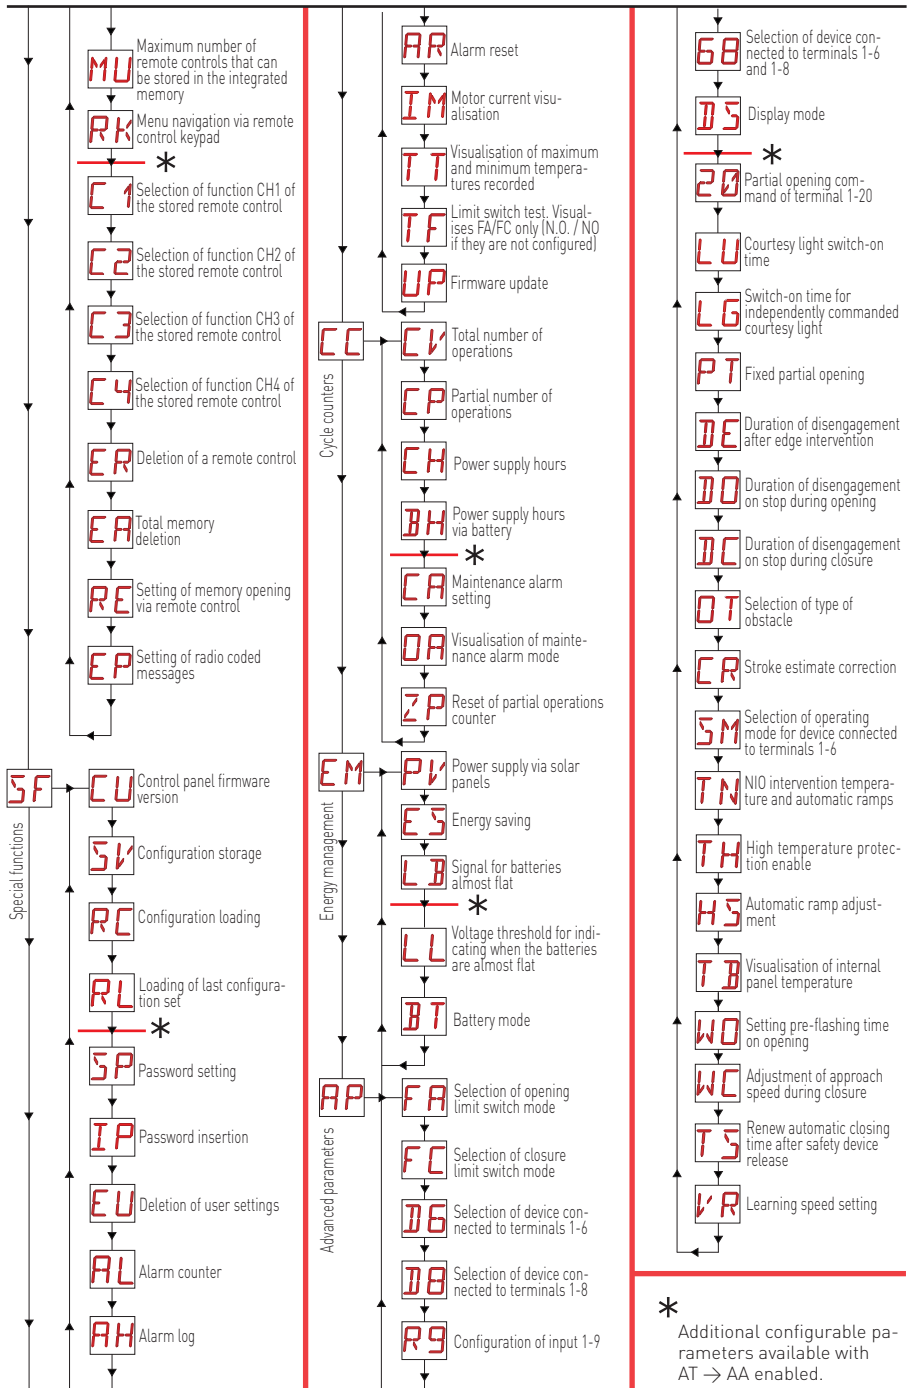 MU
Maximum number of
remote controls that can
be stored in the integrated
memory
RK
Menu navigation via remote
control keypad
*
C1
Selection of function CH1 of
the stored remote control
C2
Selection of function CH2 of
the stored remote control
C3
Selection of function CH3 of
the stored remote control
C4
Selection of function CH4 of
the stored remote control
ER
Deletion of a remote control
EA
Total memory
deletion
RE
Setting of memory opening
via remote control
EP
Setting of radio coded
messages
SF
Special functions
CU
Control panel firmware
version
SV
Configuration storage
RC
Configuration loading
RL
Loading of last configura-
tion set
*
SP
Password setting
IP
Password insertion
EU
Deletion of user settings
AL
Alarm counter
AH
Alarm log
AR
Alarm reset
IM
Motor current visu-
alisation
TT
Visualisation of maximum
and minimum tempera-
tures recorded
TF
Limit switch test. Visual-
ises FA/FC only (N.O. / NO
if they are not configured)
UP
Firmware update
CC
Cycle counters
CV
Total number of
operations
CP
Partial number of
operations
CH
Power supply hours
BH
Power supply hours
via battery
*
CA
Maintenance alarm
setting
OA
Visualisation of mainte-
nance alarm mode
ZP
Reset of partial operations
counter
EM
Energy management
PV
Power supply via solar
panels
ES
Energy saving
LB
Signal for batteries
almost flat
*
LL
Voltage threshold for indi-
cating when the batteries
are almost flat
BT
Battery mode
AP
Advanced parameters
FA
Selection of opening
limit switch mode
FC
Selection of closure
limit switch mode
D6
Selection of device con-
nected to terminals 1-6
D8
Selection of device con-
nected to terminals 1-8
R9
Configuration of input 1-9
68
Selection of device con-
nected to terminals 1-6
and 1-8
DS
Display mode
*
20
Partial opening com-
mand of terminal 1-20
LU
Courtesy light switch-on
time
LG
Switch-on time for
independently commanded
courtesy light
PT
Fixed partial opening
DE
Duration of disengagement
after edge intervention
DO
Duration of disengagement
on stop during opening
DC
Duration of disengagement
on stop during closure
OT
Selection of type of
obstacle
CR
Stroke estimate correction
SM
Selection of operating
mode for device connected
to terminals 1-6
TN
NIO intervention tempera-
ture and automatic ramps
TH
High temperature protec-
tion enable
HS
Automatic ramp adjust-
ment
TB
Visualisation of internal
panel temperature
WO
Setting pre-flashing time
on opening
WC
Adjustment of approach
speed during closure
TS
Renew automatic closing
time after safety device
release
VR
Learning speed setting
*
Additional configurable pa-
rameters available with
AT → AA enabled.